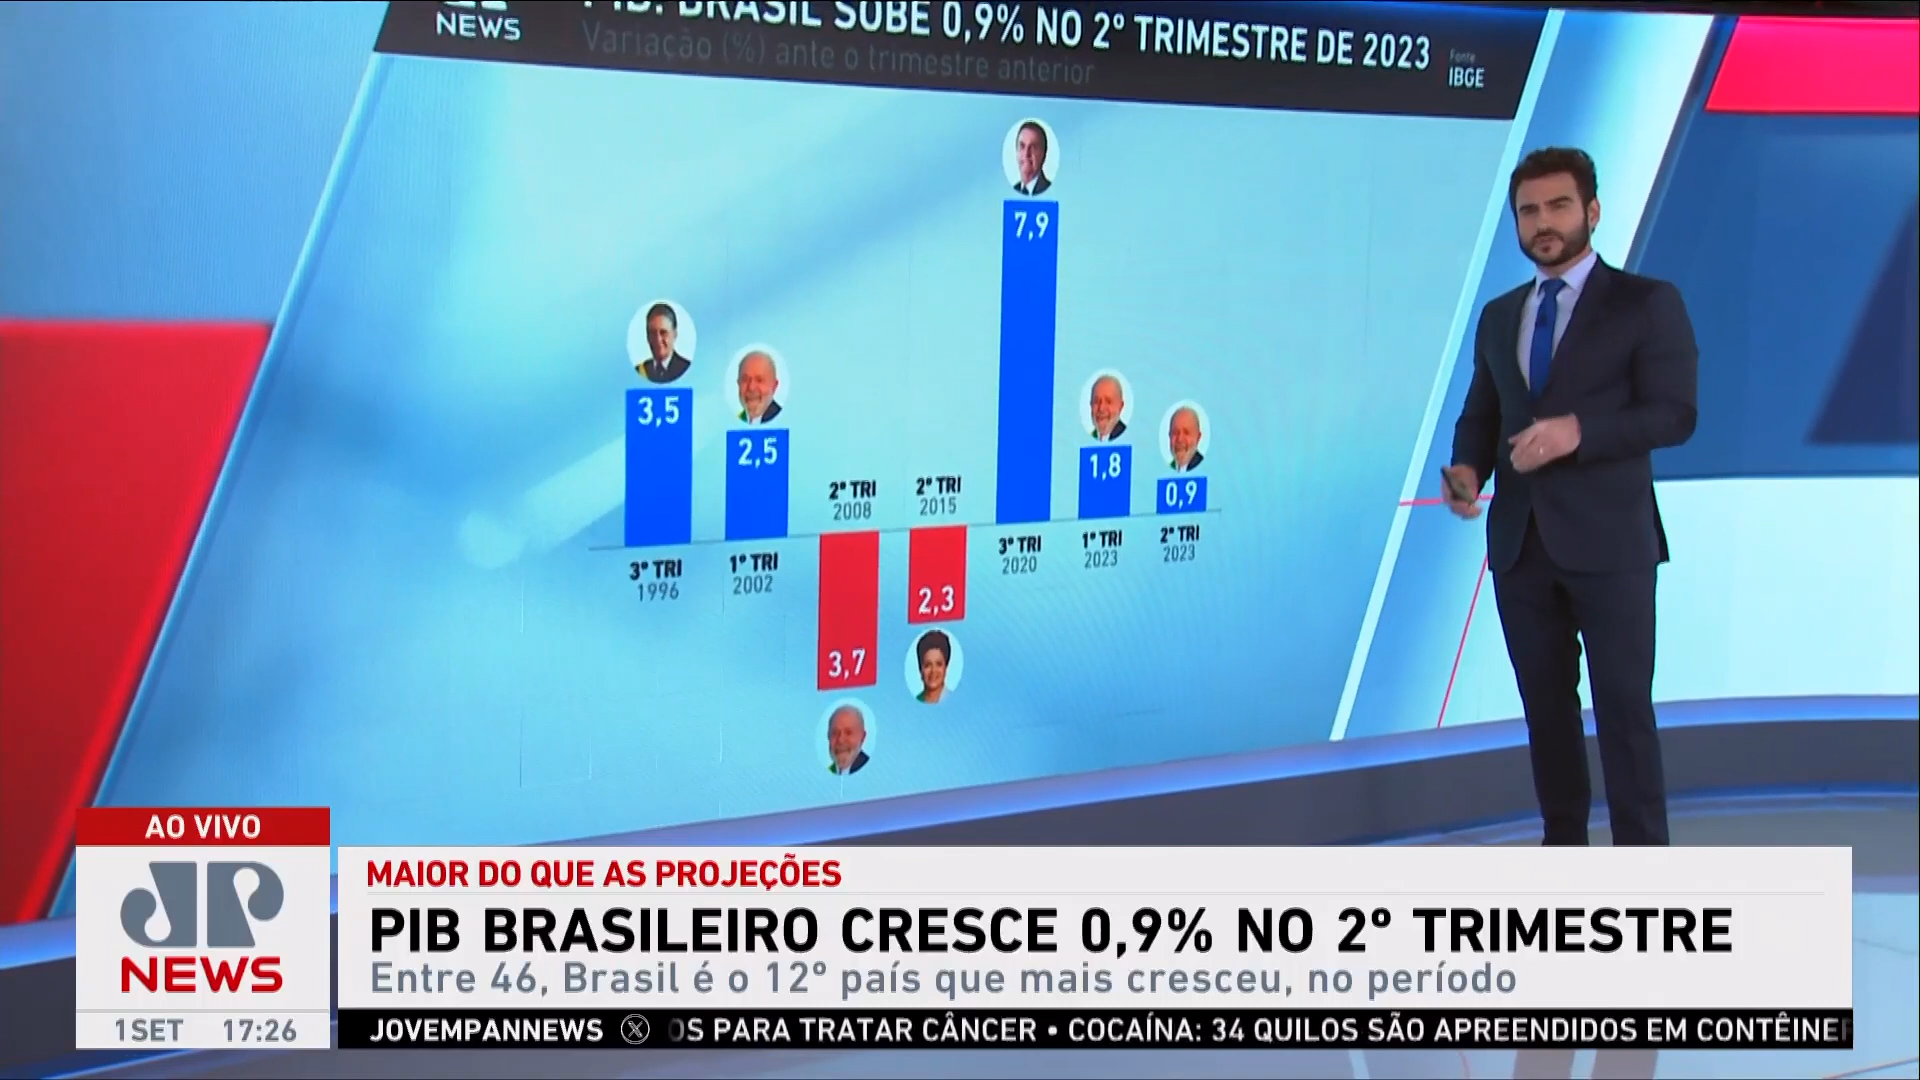 NEWS
PIB: BRASIL SOBE 0,9% NO 2º TRIMESTRE DE 2023
Variação (%) ante o trimestre anterior
Fonte
IBGE
3,5
3º TRI
1996
2,5
1º TRI
2002
2º TRI
2008
3,7
2º TRI
2015
2,3
7,9
3º TRI
2020
1,8
1º TRI
2023
0,9
2º TRI
2023
AO VIVO
JP
NEWS
1SET 17:26
MAIOR DO QUE AS PROJEÇÕES
PIB BRASILEIRO CRESCE 0,9% NO 2º TRIMESTRE
Entre 46, Brasil é o 12º país que mais cresceu, no período
JOVEMPANNEWS X OS PARA TRATAR CÂNCER • COCAÍNA: 34 QUILOS SÃO APREENDIDOS EM CONTÊINER